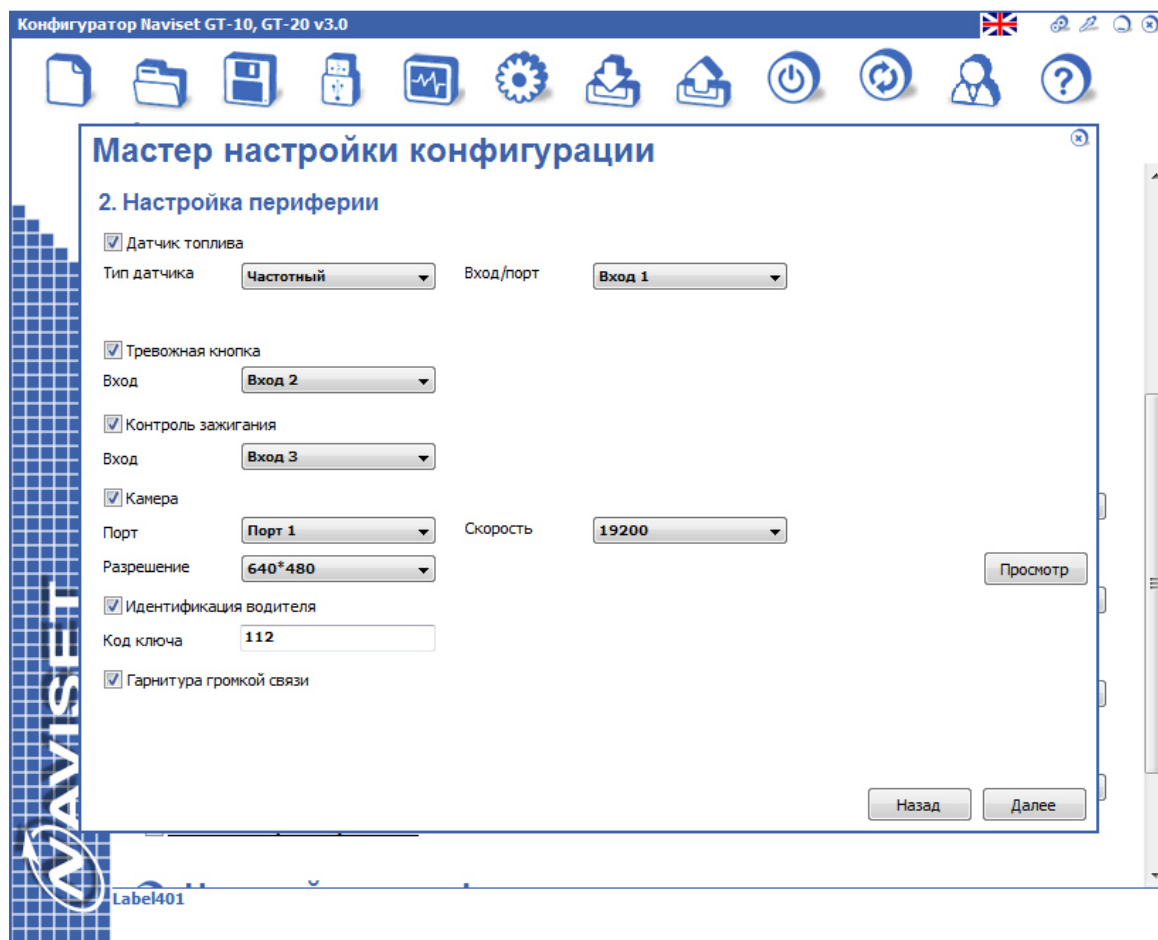 Конфигуратор Naviset GT-10, GT-20 v3.0
Мастер настройки конфигурации
2. Настройка периферии
Датчик топлива
Тип датчика Частотный Вход/порт Вход 1
Тревожная кнопка
Вход Вход 2
Контроль зажигания
Вход Вход 3
Камера
Порт Порт 1 Скорость 19200
Разрешение 640*480
Просмотр
Идентификация водителя
Код ключа 112
Гарнитура громкой связи
Назад Далее
NAVISET
Label401